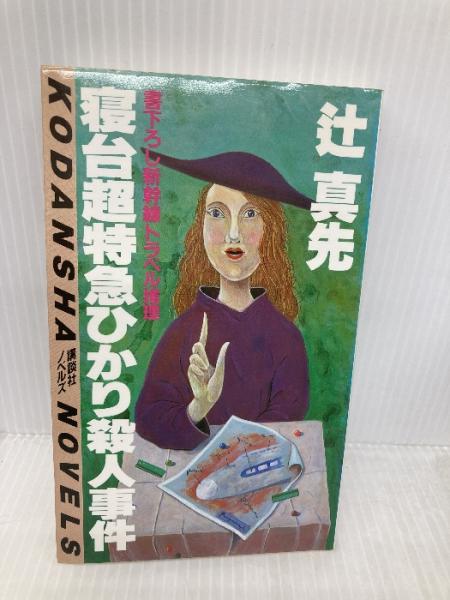 辻真先
書下ろし新幹線トラベル推理
寝台超特急ひかり殺人事件
KODANSHA NOVELS
講談社
ノベルス